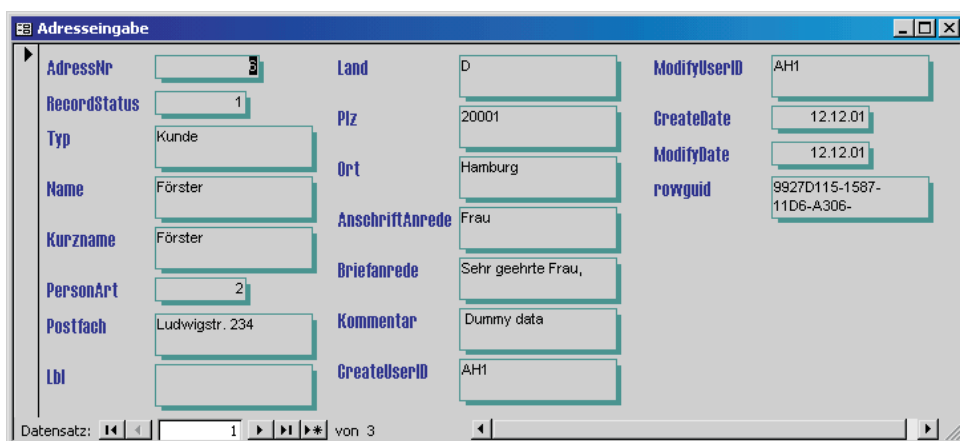 Adresseingabe
AdressNr 6
RecordStatus 1
Typ Kunde
Name Förster
Kurzname Förster
PersonArt 2
Postfach Ludwigstr. 234
Lbl
Land D
Plz 20001
Ort Hamburg
AnschriftAnrede Frau
Briefanrede Sehr geehrte Frau,
Kommentar Dummy data
CreateUserID AH1
ModifyUserID AH1
CreateDate 12.12.01
ModifyDate 12.12.01
rowguid 9927D115-1587-
11D6-A306-
Datensatz: 1 von 3